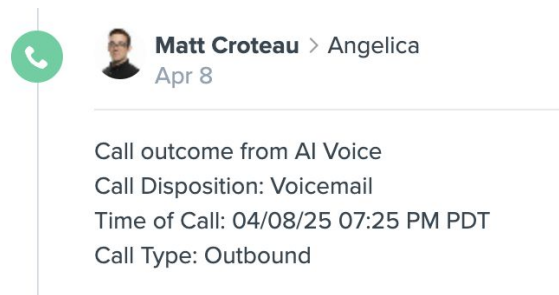 Matt Croteau > Angelica
Apr 8
Call outcome from AI Voice
Call Disposition: Voicemail
Time of Call: 04/08/25 07:25 PM PDT
Call Type: Outbound